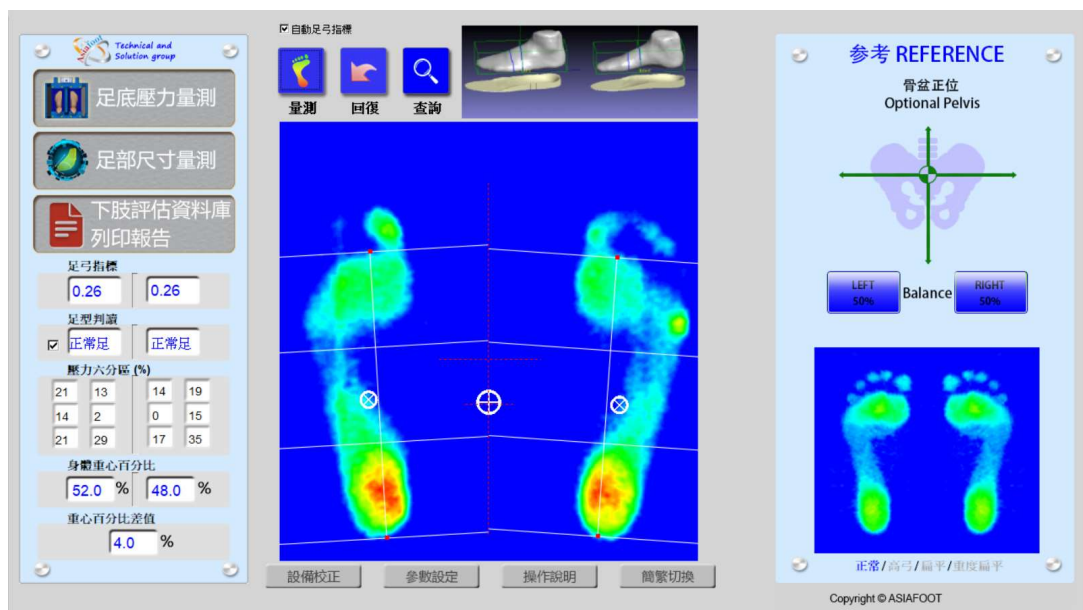 Asiafoot
Technical and
Solution group
足底壓力量測
足部尺寸量測
下肢評估資料庫
列印報告
足弓指標
0.26 0.26
足型判讀
正常足 正常足
壓力六分區 (%)
21 13 14 19
14 2 0 15
21 29 17 35
身體重心百分比
52.0 % 48.0 %
重心百分比差值
4.0 %
自動足弓指標
量測 回復 查詢
設備校正 參數設定 操作說明 簡繁切換
参考 REFERENCE
骨盆正位
Optional Pelvis
LEFT
50%
Balance
RIGHT
50%
正常/高弓/扁平/重度扁平
Copyright © ASIAFOOT